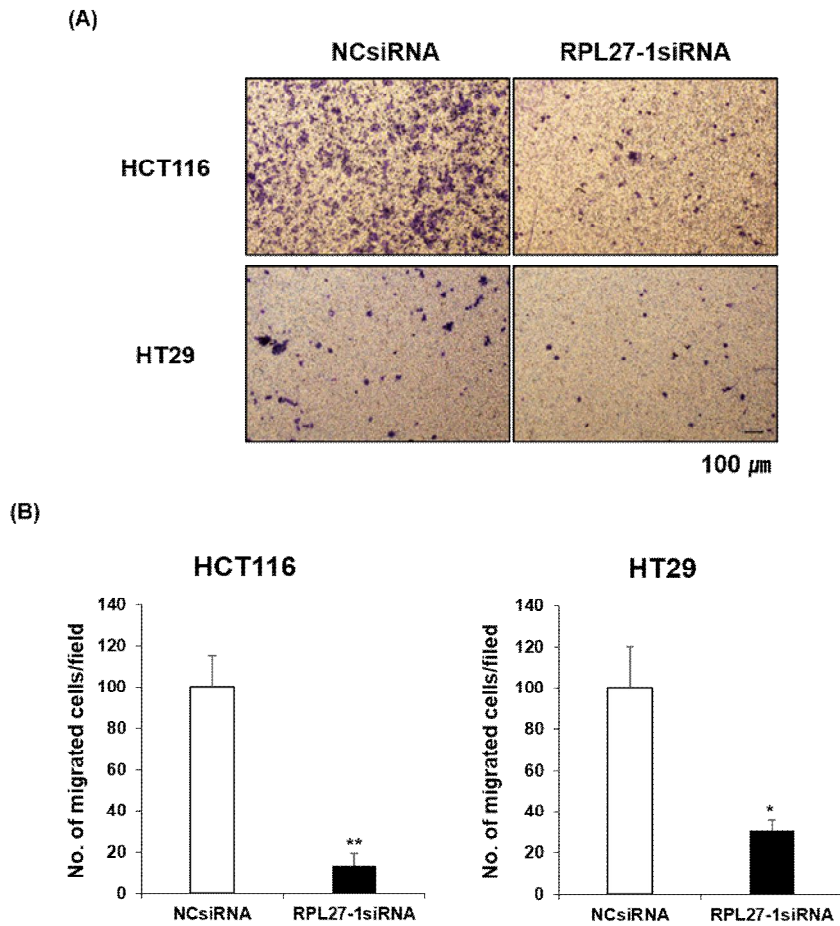 (A)
NCsiRNA RPL27-1siRNA
HCT116
HT29
100 ㎛
(B)
HCT116
No. of migrated cells/field
140
120
100
80
60
40
20
0
**
NCsiRNA RPL27-1siRNA
HT29
No. of migrated cells/filed
140
120
100
80
60
40
20
0
*
NCsiRNA RPL27-1siRNA